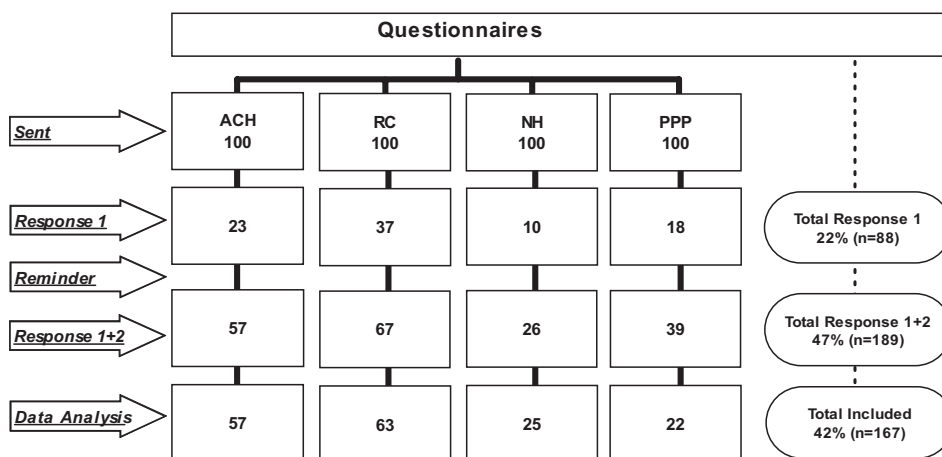 Questionnaires
Sent
ACH
100
RC
100
NH
100
PPP
100
Response 1
23
37
10
18
Total Response 1
22% (n=88)
Reminder
Response 1+2
57
67
26
39
Total Response 1+2
47% (n=189)
Data Analysis
57
63
25
22
Total Included
42% (n=167)